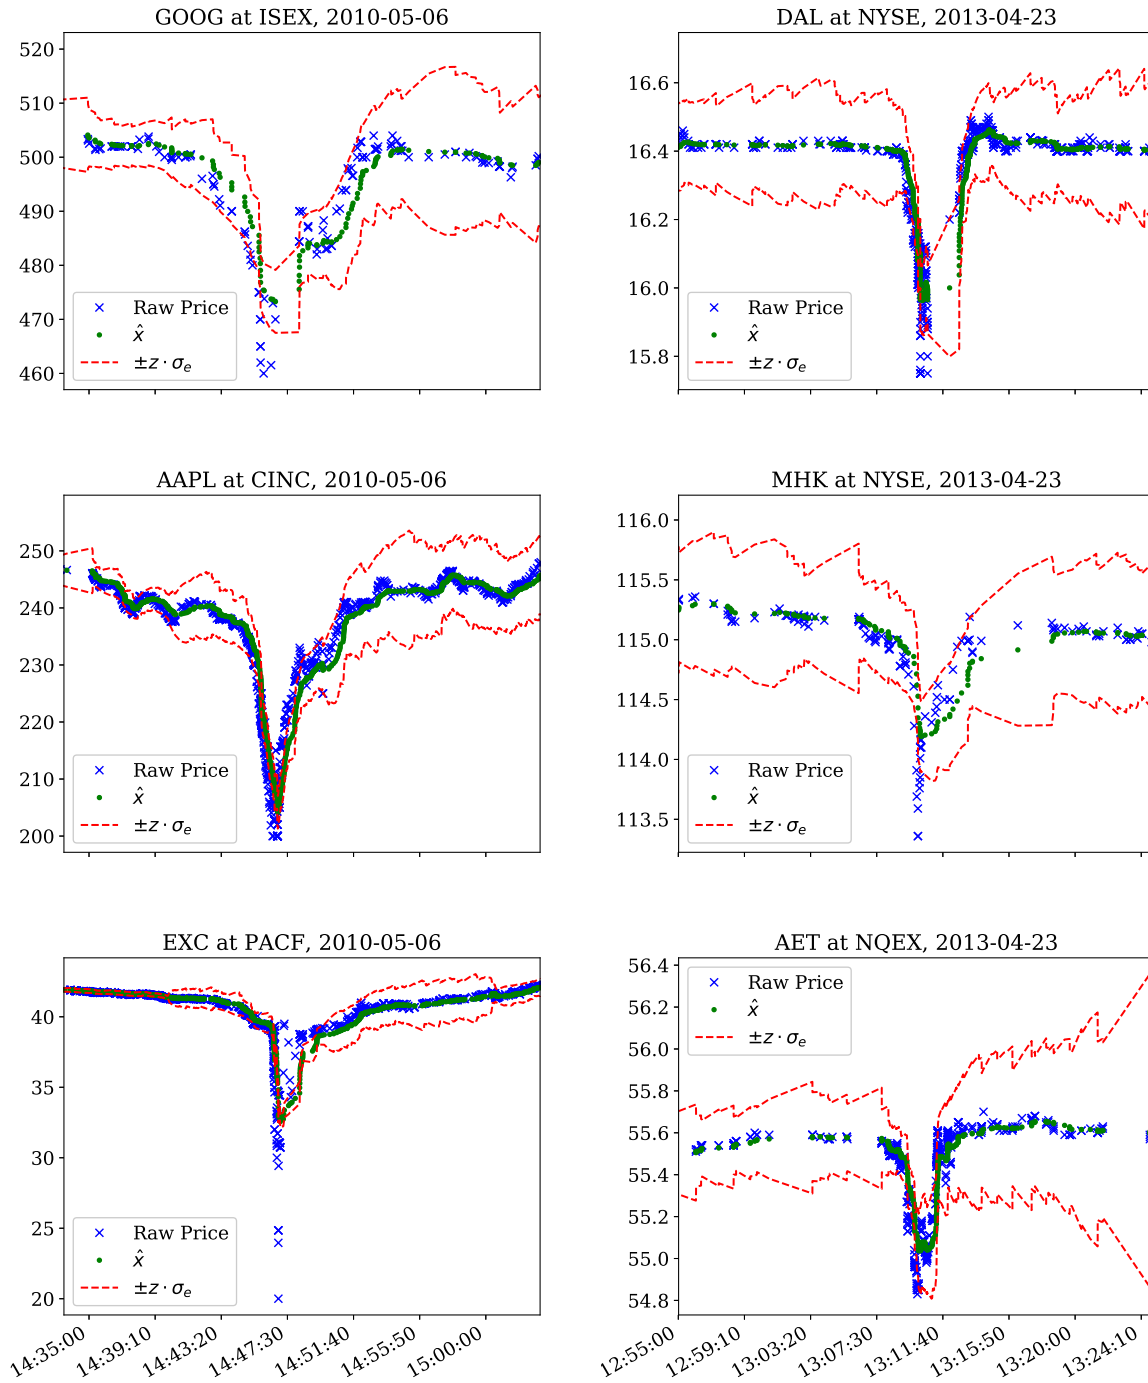 GOOG at ISEX, 2010-05-06
520
510
500
490
480
470
460
Raw Price
x̂
±z · σₑ
DAL at NYSE, 2013-04-23
16.6
16.4
16.2
16.0
15.8
Raw Price
x̂
±z · σₑ
AAPL at CINC, 2010-05-06
250
240
230
220
210
200
Raw Price
x̂
±z · σₑ
MHK at NYSE, 2013-04-23
116.0
115.5
115.0
114.5
114.0
113.5
Raw Price
x̂
±z · σₑ
EXC at PACF, 2010-05-06
40
35
30
25
20
Raw Price
x̂
±z · σₑ
14:35:00
14:39:10
14:43:20
14:47:30
14:51:40
14:55:50
15:00:00
AET at NQEX, 2013-04-23
56.4
56.2
56.0
55.8
55.6
55.4
55.2
55.0
54.8
Raw Price
x̂
±z · σₑ
12:55:00
12:59:10
13:03:20
13:07:30
13:11:40
13:15:50
13:20:00
13:24:10